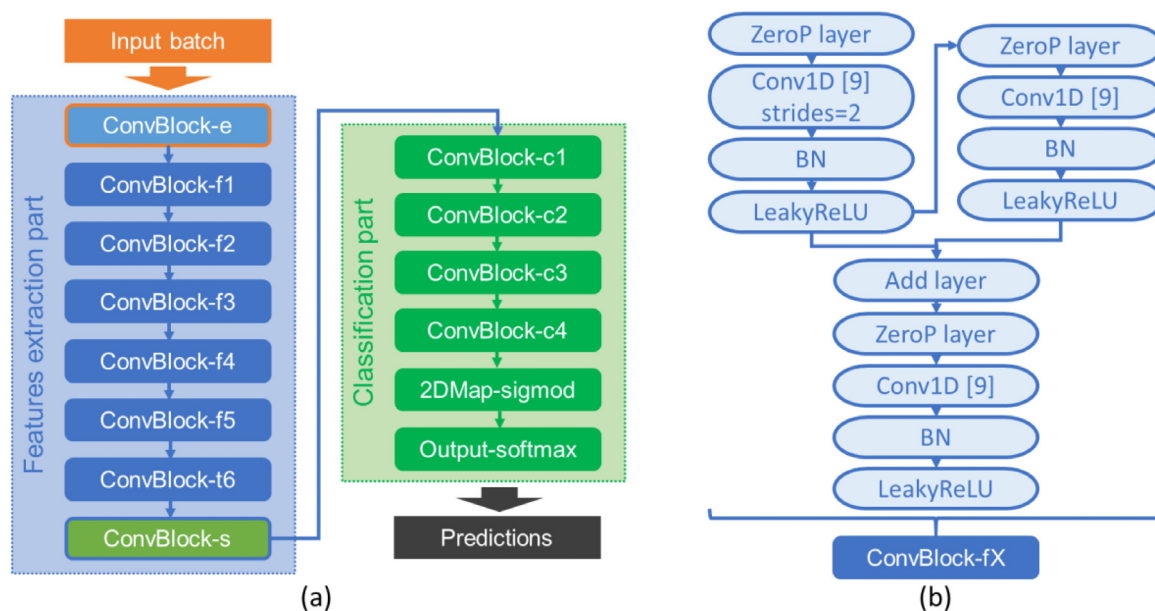 Input batch
Features extraction part
ConvBlock-e
ConvBlock-f1
ConvBlock-f2
ConvBlock-f3
ConvBlock-f4
ConvBlock-f5
ConvBlock-t6
ConvBlock-s
Classification part
ConvBlock-c1
ConvBlock-c2
ConvBlock-c3
ConvBlock-c4
2DMap-sigmod
Output-softmax
Predictions
(a)
ZeroP layer
Conv1D [9]
strides=2
BN
LeakyReLU
ZeroP layer
Conv1D [9]
BN
LeakyReLU
Add layer
ZeroP layer
Conv1D [9]
BN
LeakyReLU
ConvBlock-fX
(b)